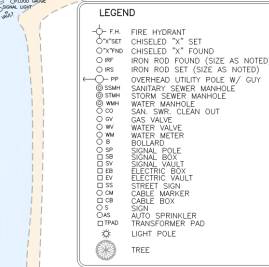 FLOOD GAUGE
SIGNAL LIGHT
LEGEND
F.H. FIRE HYDRANT
"X"SET CHISELED "X" SET
"X"FND CHISELED "X" FOUND
IRF IRON ROD FOUND (SIZE AS NOTED)
IRS IRON ROD SET (SIZE AS NOTED)
PP OVERHEAD UTILITY POLE W/ GUY
SSMH SANITARY SEWER MANHOLE
STMH STORM SEWER MANHOLE
WMH WATER MANHOLE
CO SAN. SWR. CLEAN OUT
GV GAS VALVE
WV WATER VALVE
WM WATER METER
B BOLLARD
SP SIGNAL POLE
SB SIGNAL BOX
SV SIGNAL VAULT
EB ELECTRIC BOX
EV ELECTRIC VAULT
SS STREET SIGN
CM CABLE MARKER
CB CABLE BOX
S SIGN
AS AUTO SPRINKLER
TPAD TRANSFORMER PAD
LIGHT POLE
TREE